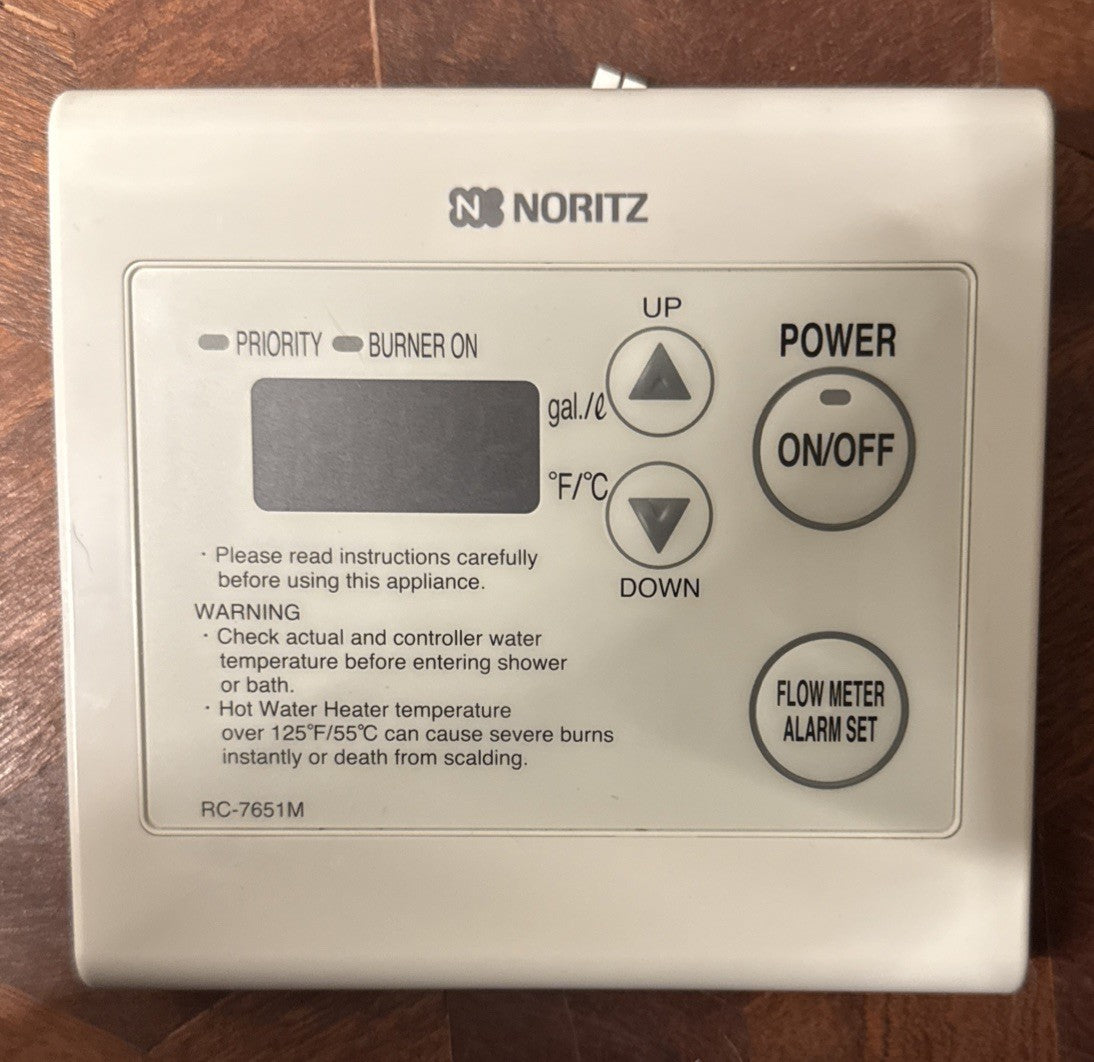 NORITZ
UP
PRIORITY BURNER ON
POWER
gal./ℓ
ON/OFF
°F/°C
DOWN
· Please read instructions carefully
before using this appliance.
WARNING
· Check actual and controller water
temperature before entering shower
or bath.
· Hot Water Heater temperature
over 125°F/55°C can cause severe burns
instantly or death from scalding.
FLOW METER
ALARM SET
RC-7651M